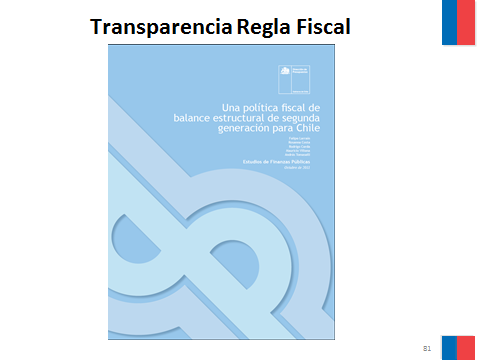 Transparencia Regla Fiscal
Una política fiscal de
balance estructural de segunda
generación para Chile
Estudios de Finanzas Públicas
81